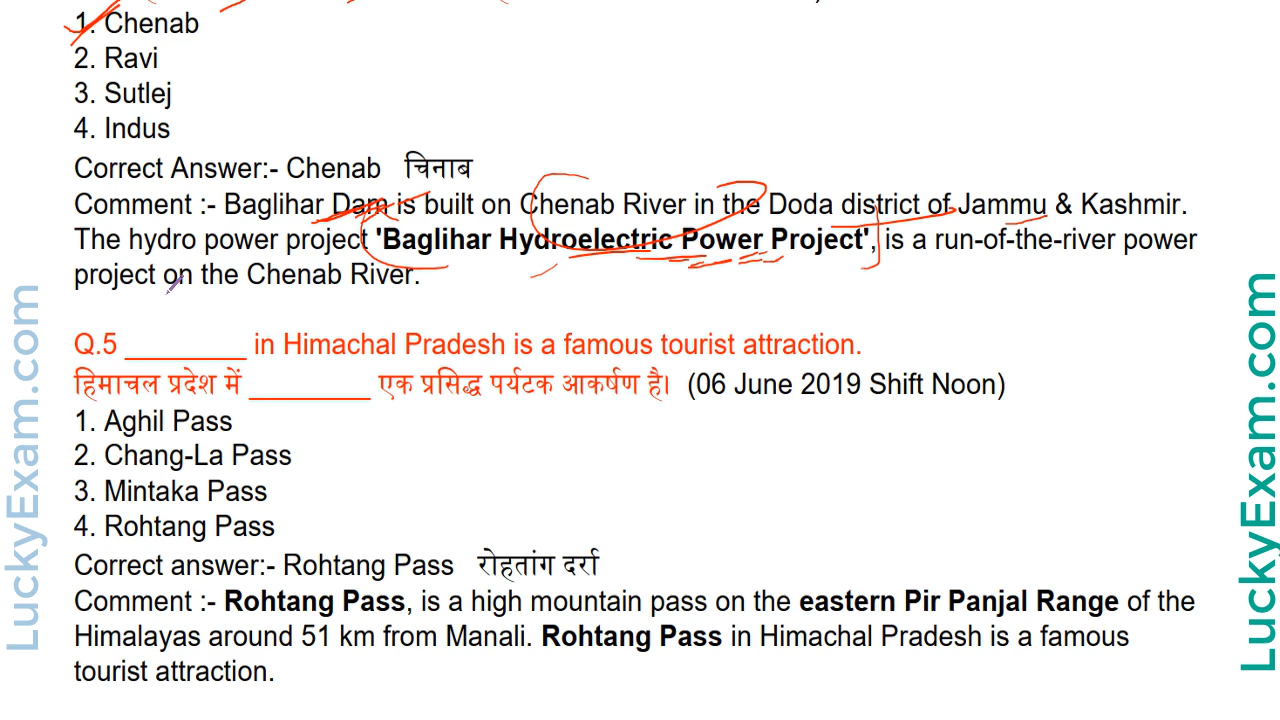 1. Chenab
2. Ravi
3. Sutlej
4. Indus
Correct Answer:- Chenab चिनाब
Comment :- Baglihar Dam is built on Chenab River in the Doda district of Jammu & Kashmir.
The hydro power project 'Baglihar Hydroelectric Power Project', is a run-of-the-river power
project on the Chenab River.
Q.5 ________ in Himachal Pradesh is a famous tourist attraction.
हिमाचल प्रदेश में ________ एक प्रसिद्ध पर्यटक आकर्षण है। (06 June 2019 Shift Noon)
1. Aghil Pass
2. Chang-La Pass
3. Mintaka Pass
4. Rohtang Pass
Correct answer:- Rohtang Pass रोहतांग दर्रा
Comment :- Rohtang Pass, is a high mountain pass on the eastern Pir Panjal Range of the
Himalayas around 51 km from Manali. Rohtang Pass in Himachal Pradesh is a famous
tourist attraction.
LuckyExam.com
LuckyExam.com